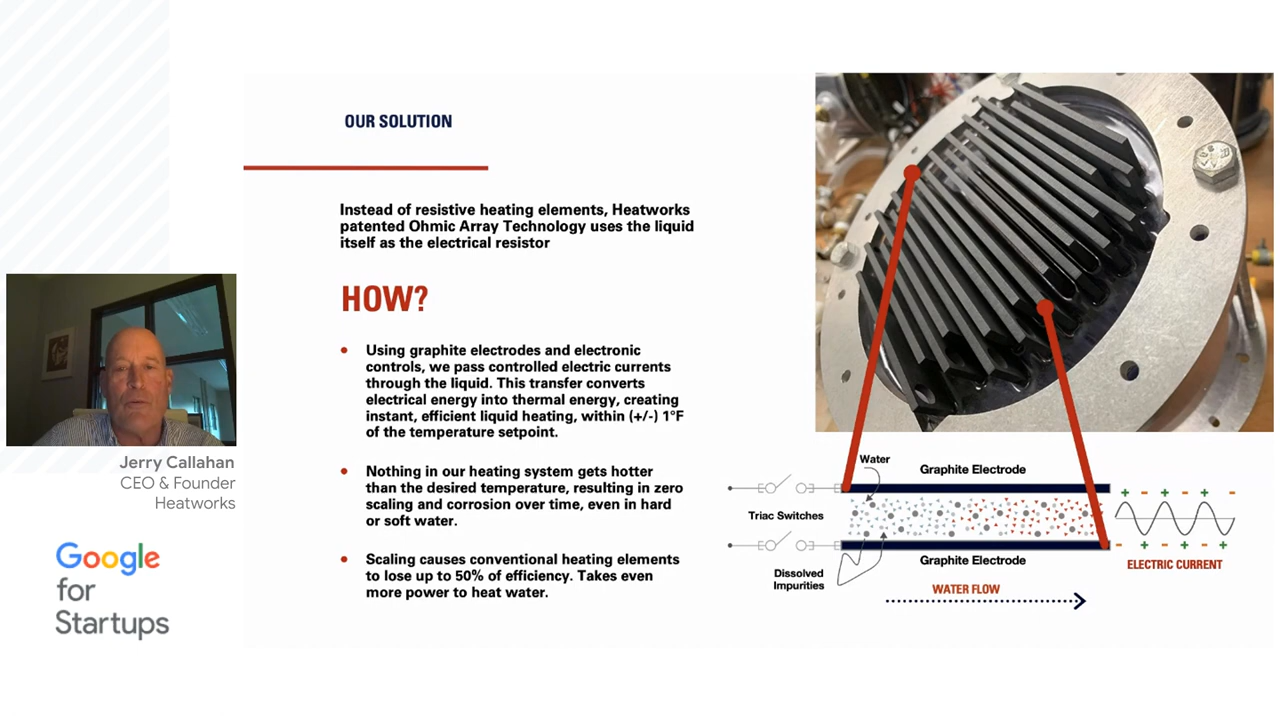 OUR SOLUTION
Instead of resistive heating elements, Heatworks
patented Ohmic Array Technology uses the liquid
itself as the electrical resistor
HOW?
• Using graphite electrodes and electronic
controls, we pass controlled electric currents
through the liquid. This transfer converts
electrical energy into thermal energy, creating
instant, efficient liquid heating, within (+/-) 1°F
of the temperature setpoint.
• Nothing in our heating system gets hotter
than the desired temperature, resulting in zero
scaling and corrosion over time, even in hard
or soft water.
• Scaling causes conventional heating elements
to lose up to 50% of efficiency. Takes even
more power to heat water.
Jerry Callahan
CEO & Founder
Heatworks
Google
for
Startups
Water
Graphite Electrode
Triac Switches
+ - + - + -
- + - + - +
Graphite Electrode
Dissolved
Impurities
ELECTRIC CURRENT
WATER FLOW